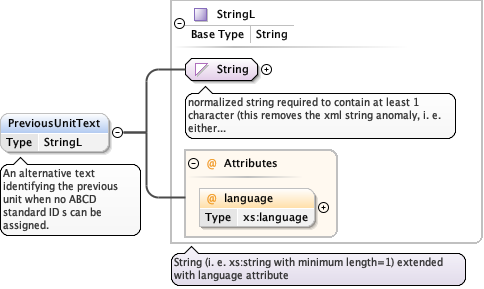 StringL
Base Type String
String
normalized string required to contain at least 1
character (this removes the xml string anomaly, i. e.
either...
PreviousUnitText
Type StringL
An alternative text
identifying the previous
unit when no ABCD
standard ID s can be
assigned.
@ Attributes
@ language
Type xs:language
String (i. e. xs:string with minimum length=1) extended
with language attribute